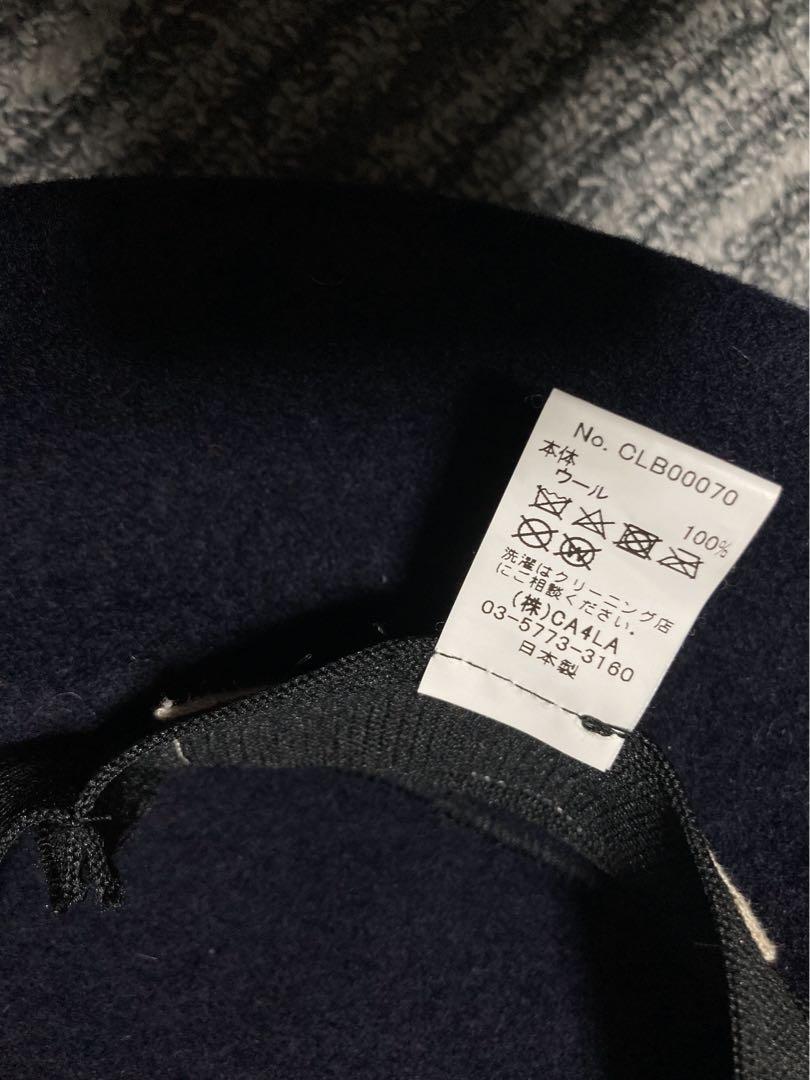 No. CLB00070
本体
ウール 100%
洗濯はクリーニング店
にご相談ください。
(株)CA4LA
03-5773-3160
日本製